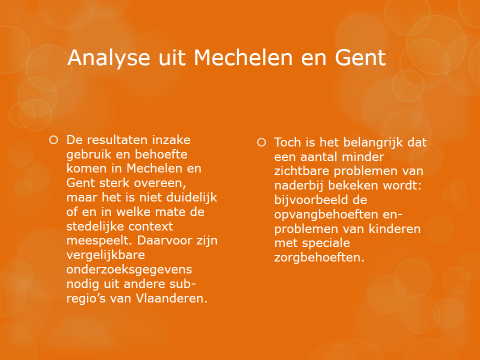 Analyse uit Mechelen en Gent
De resultaten inzake
gebruik en behoefte
komen in Mechelen en
Gent sterk overeen,
maar het is niet duidelijk
of en in welke mate de
stedelijke context
meespeelt. Daarvoor zijn
vergelijkbare
onderzoeksgegevens
nodig uit andere sub-
regio's van Vlaanderen.
Toch is het belangrijk dat
een aantal minder
zichtbare problemen van
naderbij bekeken wordt:
bijvoorbeeld de
opvangbehoeften en-
problemen van kinderen
met speciale
zorgbehoeften.